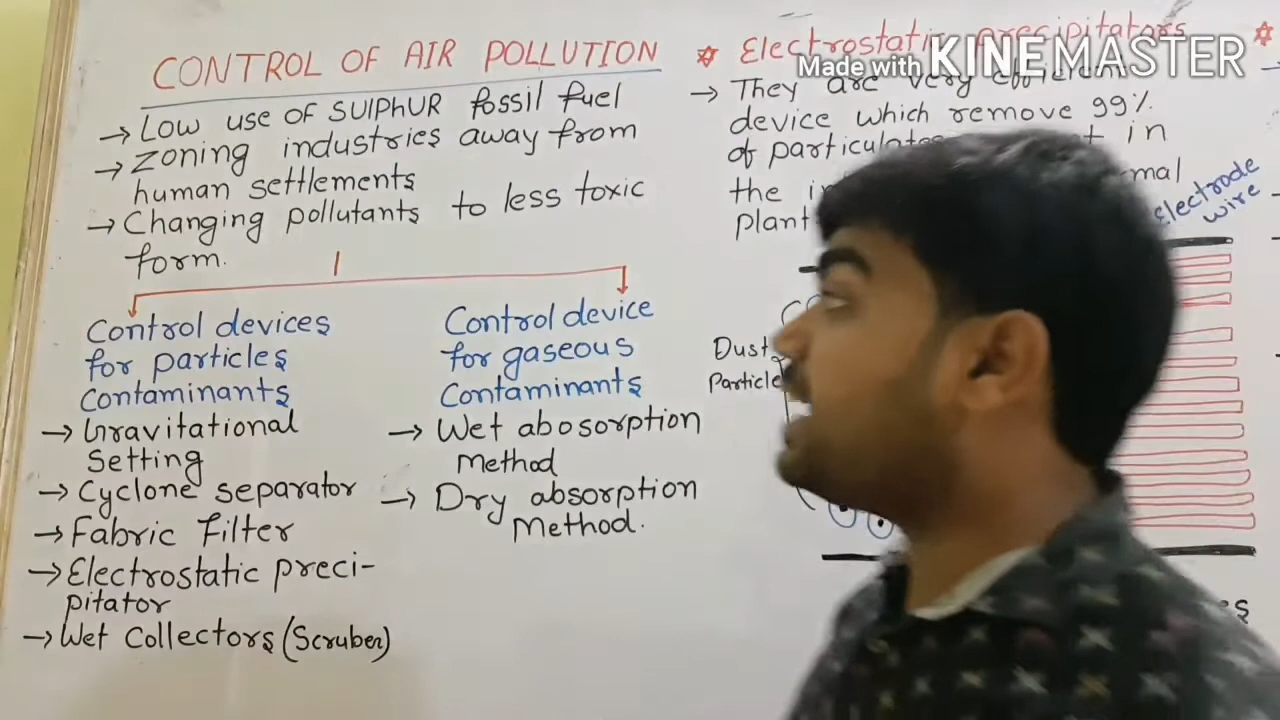 CONTROL OF AIR POLLUTION
→ Low use of SUlphUR fossil fuel
→ Zoning industries away from
human settlements
→ Changing pollutants to less toxic
form.
Control devices
for particles
Contaminants
→ Gravitational
Setting
→ Cyclone separator
→ Fabric Filter
→ Electrostatic preci-
pitator
→ Wet Collectors (Scruber)
Control device
for gaseous
Contaminants
→ Wet abosorption
Method
→ Dry absorption
Method.
Electrostatic precipitators
Made with KINEMASTER
→ They are very efficient
device which remove 99%
of particulates in
the
plant
Electrode
wire
Dust
Particle